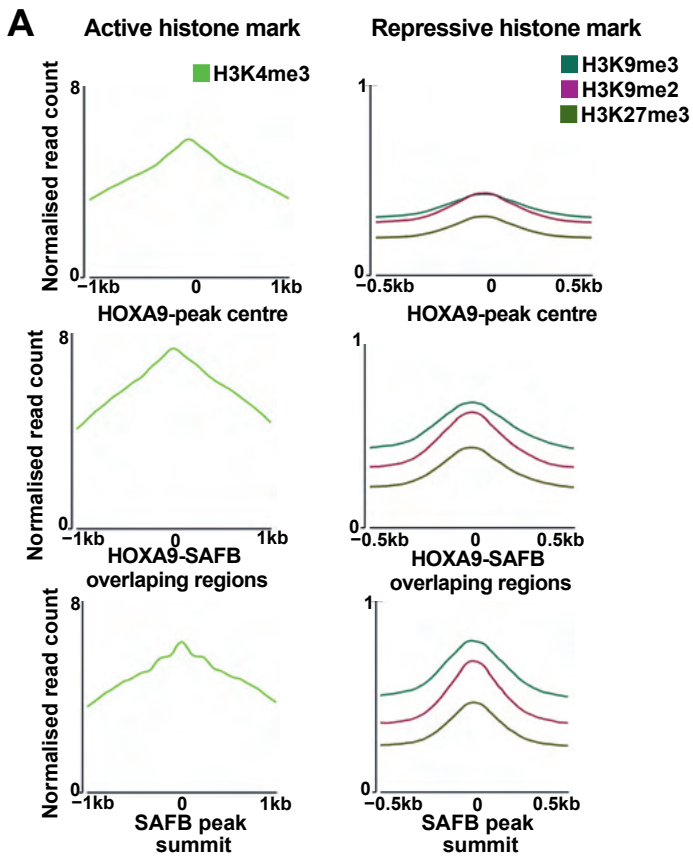 A
Active histone mark
Repressive histone mark
H3K4me3
H3K9me3
H3K9me2
H3K27me3
Normalised read count
8
0
−1kb
0
1kb
HOXA9-peak centre
1
0
−0.5kb
0
0.5kb
HOXA9-peak centre
Normalised read count
8
0
−1kb
0
1kb
HOXA9-SAFB
overlaping regions
1
0
−0.5kb
0
0.5kb
HOXA9-SAFB
overlaping regions
Normalised read count
8
0
−1kb
0
1kb
SAFB peak
summit
1
0
−0.5kb
0
0.5kb
SAFB peak
summit